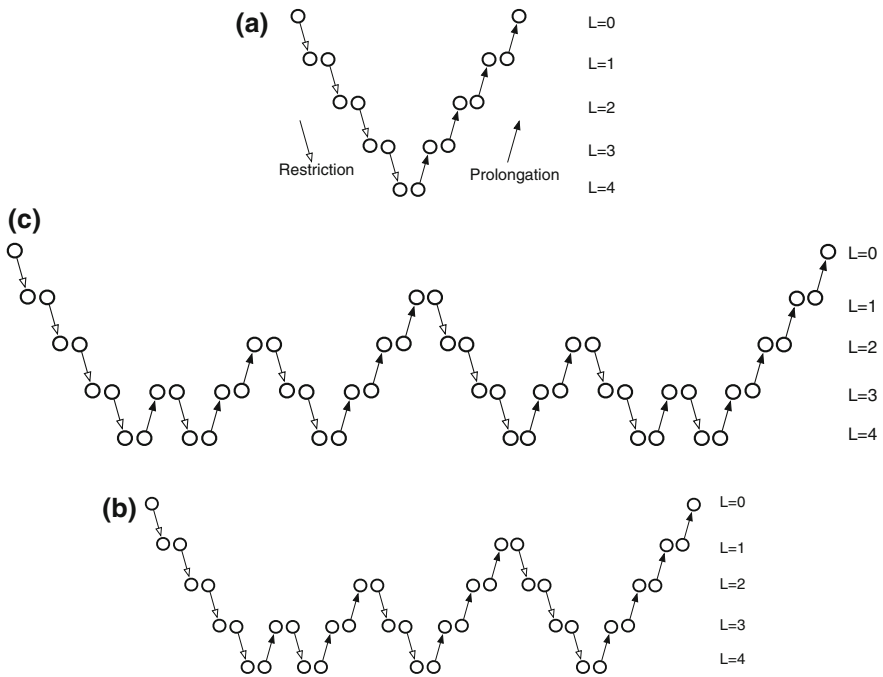 (a)
L=0
L=1
L=2
L=3
L=4
Restriction
Prolongation
(c)
L=0
L=1
L=2
L=3
L=4
(b)
L=0
L=1
L=2
L=3
L=4